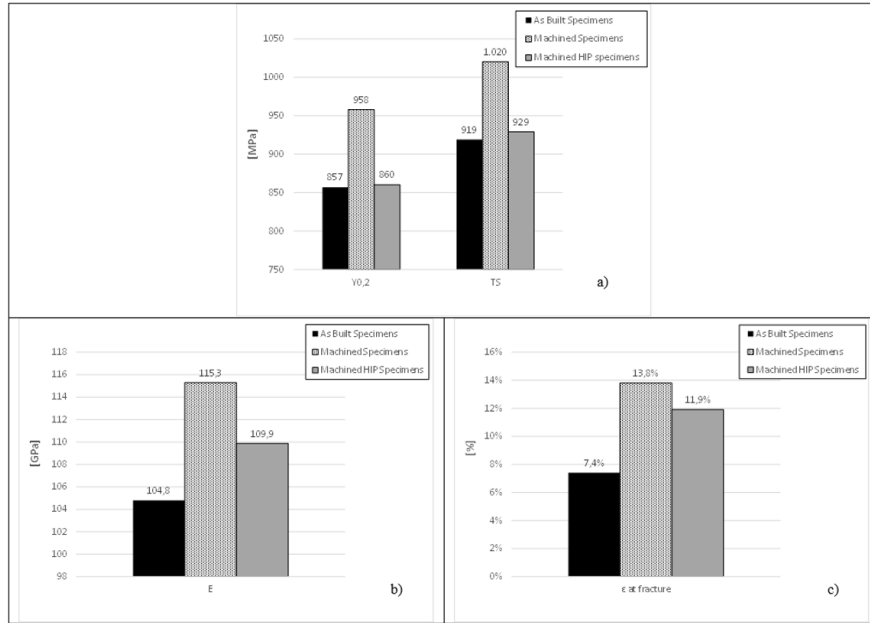 As Built Specimens
Machined Specimens
Machined HIP specimens
1050
1000
950
900
850
800
750
[MPa]
857
958
860
919
1.020
929
Y0,2
TS
a)
As Built Specimens
Machined Specimens
Machined HIP Specimens
118
116
114
112
110
108
106
104
102
100
98
[GPa]
104,8
115,3
109,9
E
b)
As Built Specimens
Machined Specimens
Machined HIP Specimens
16%
14%
12%
10%
8%
6%
4%
2%
0%
[%]
7,4%
13,8%
11,9%
ε at fracture
c)